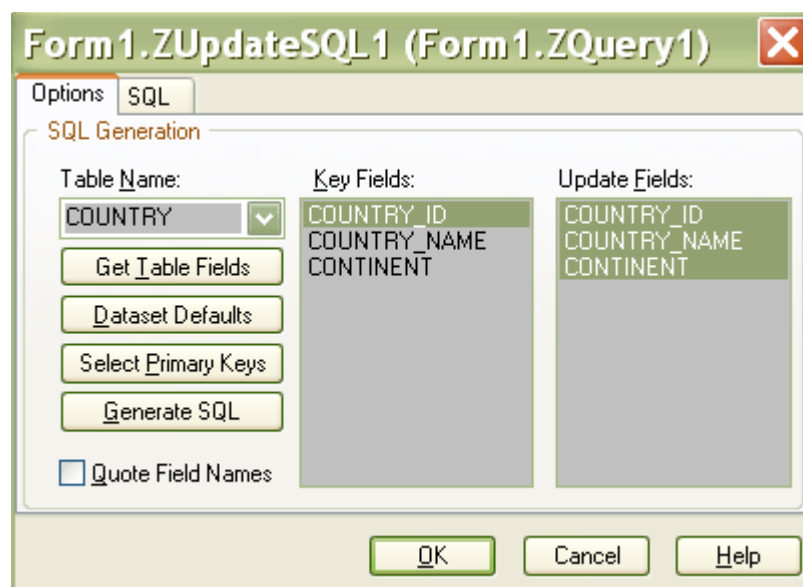 Form1.ZUpdateSQL1 (Form1.ZQuery1)
Options SQL
SQL Generation
Table Name:
COUNTRY
Get Table Fields
Dataset Defaults
Select Primary Keys
Generate SQL
Quote Field Names
Key Fields:
COUNTRY_ID
COUNTRY_NAME
CONTINENT
Update Fields:
COUNTRY_ID
COUNTRY_NAME
CONTINENT
OK Cancel Help